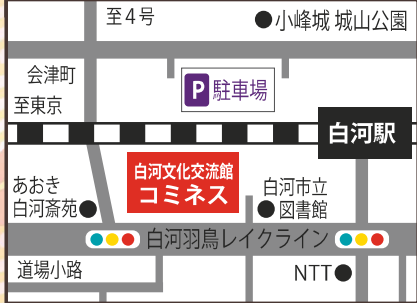 至4号
●小峰城 城山公園
会津町
P 駐車場
至東京
白河駅
白河文化交流館
コミネス
あおき
白河斎苑●
白河市立
●図書館
白河羽鳥レイクライン
道場小路
NTT●